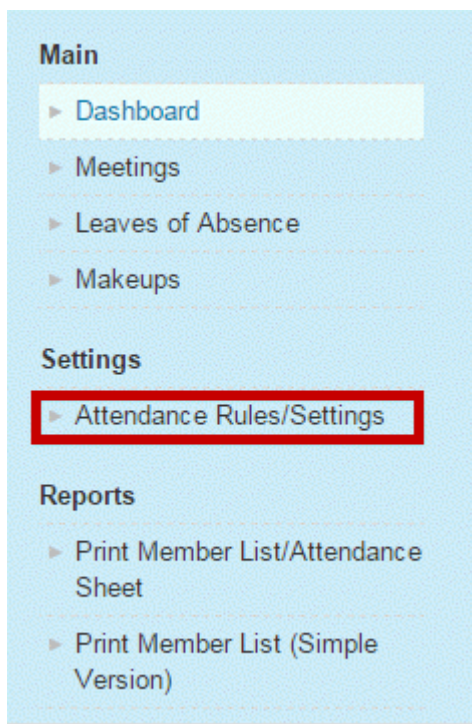 Main
Dashboard
Meetings
Leaves of Absence
Makeups
Settings
Attendance Rules/Settings
Reports
Print Member List/Attendance
Sheet
Print Member List (Simple
Version)